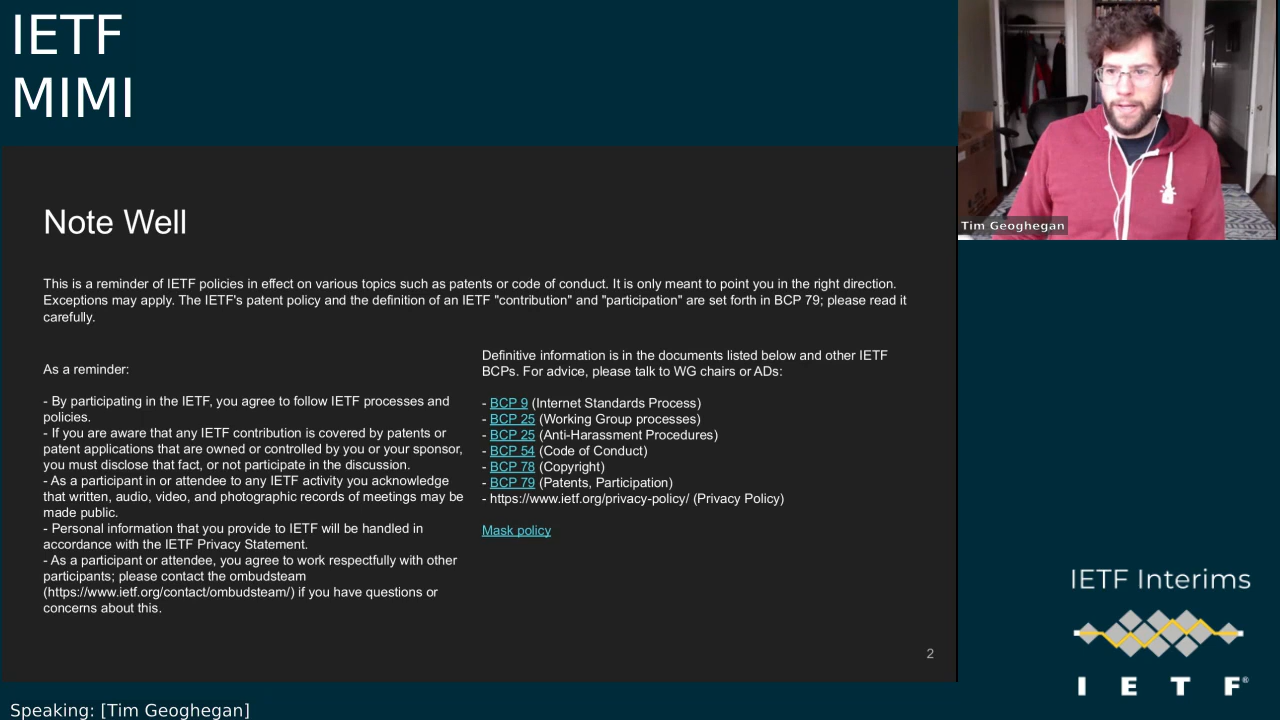 IETF
MIMI
Tim Geoghegan
Note Well
This is a reminder of IETF policies in effect on various topics such as patents or code of conduct. It is only meant to point you in the right direction.
Exceptions may apply. The IETF's patent policy and the definition of an IETF "contribution" and "participation" are set forth in BCP 79; please read it
carefully.
As a reminder:
- By participating in the IETF, you agree to follow IETF processes and
policies.
- If you are aware that any IETF contribution is covered by patents or
patent applications that are owned or controlled by you or your sponsor,
you must disclose that fact, or not participate in the discussion.
- As a participant in or attendee to any IETF activity you acknowledge
that written, audio, video, and photographic records of meetings may be
made public.
- Personal information that you provide to IETF will be handled in
accordance with the IETF Privacy Statement.
- As a participant or attendee, you agree to work respectfully with other
participants; please contact the ombudsteam
(https://www.ietf.org/contact/ombudsteam/) if you have questions or
concerns about this.
Definitive information is in the documents listed below and other IETF
BCPs. For advice, please talk to WG chairs or ADs:
- BCP 9 (Internet Standards Process)
- BCP 25 (Working Group processes)
- BCP 25 (Anti-Harassment Procedures)
- BCP 54 (Code of Conduct)
- BCP 78 (Copyright)
- BCP 79 (Patents, Participation)
- https://www.ietf.org/privacy-policy/ (Privacy Policy)
Mask policy
2
IETF Interims
I E T F®
Speaking: [Tim Geoghegan]